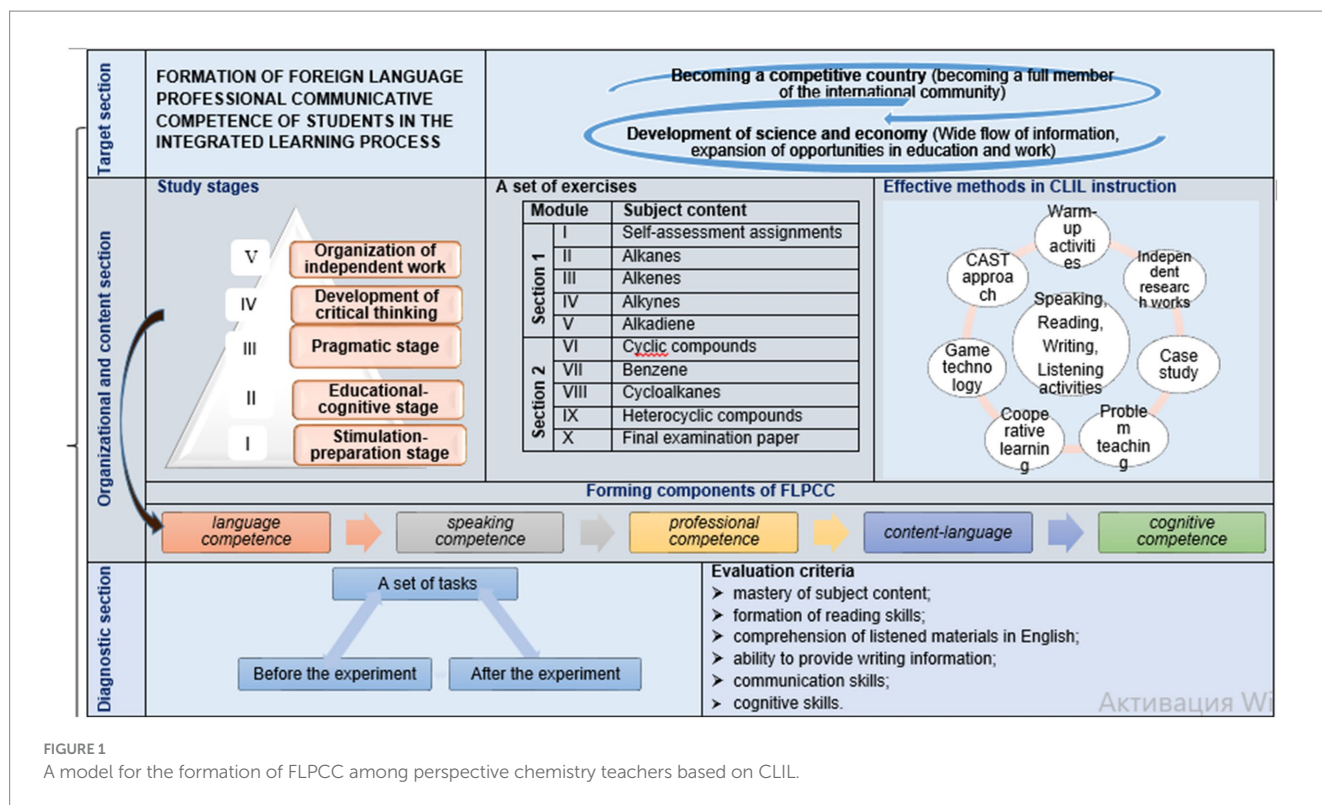 Target section
FORMATION OF FOREIGN LANGUAGE
PROFESSIONAL COMMUNICATIVE
COMPETENCE OF STUDENTS IN THE
INTEGRATED LEARNING PROCESS
Becoming a competitive country (becoming a full member
of the international community)
Development of science and economy (Wide flow of information,
expansion of opportunities in education and work)
Organizational and content section
Study stages
V
Organization of
independent work
IV
Development of
critical thinking
III
Pragmatic stage
II
Educational-
cognitive stage
I
Stimulation-
preparation stage
A set of exercises
Module Subject content
Section 1
I Self-assessment assignments
II Alkanes
III Alkenes
IV Alkynes
V Alkadiene
Section 2
VI Cyclic compounds
VII Benzene
VIII Cycloalkanes
IX Heterocyclic compounds
X Final examination paper
Effective methods in CLIL instruction
Warm-
up
activiti
es
Indepen
dent
researc
h works
Case
study
Proble
m
teachin
g
Coope
rative
learnin
g
Game
techno
logy
CAST
approa
ch
Speaking,
Reading,
Writing,
Listening
activities
Forming components of FLPCC
language
competence
speaking
competence
professional
competence
content-language
cognitive
competence
Diagnostic section
A set of tasks
Before the experiment
After the experiment
Evaluation criteria
➤ mastery of subject content;
➤ formation of reading skills;
➤ comprehension of listened materials in English;
➤ ability to provide writing information;
➤ communication skills;
➤ cognitive skills.
Активация Wi
FIGURE 1
A model for the formation of FLPCC among perspective chemistry teachers based on CLIL.